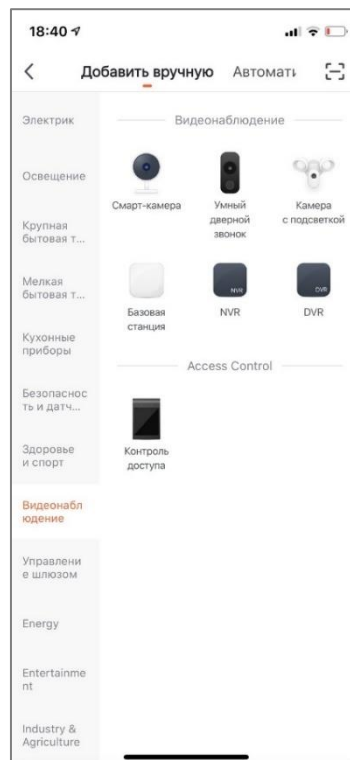 18:40
Добавить вручную Автомати
Электрик
Освещение
Крупная
бытовая т...
Мелкая
бытовая т...
Кухонные
приборы
Безопаснос
ть и датч...
Здоровье
и спорт
Видеонабл
юдение
Управлени
е шлюзом
Energy
Entertainme
nt
Industry &
Agriculture
Видеонаблюдение
Смарт-камера
Умный
дверной
звонок
Камера
с подсветкой
Базовая
станция
NVR
NVR
DVR
DVR
Access Control
Контроль
доступа